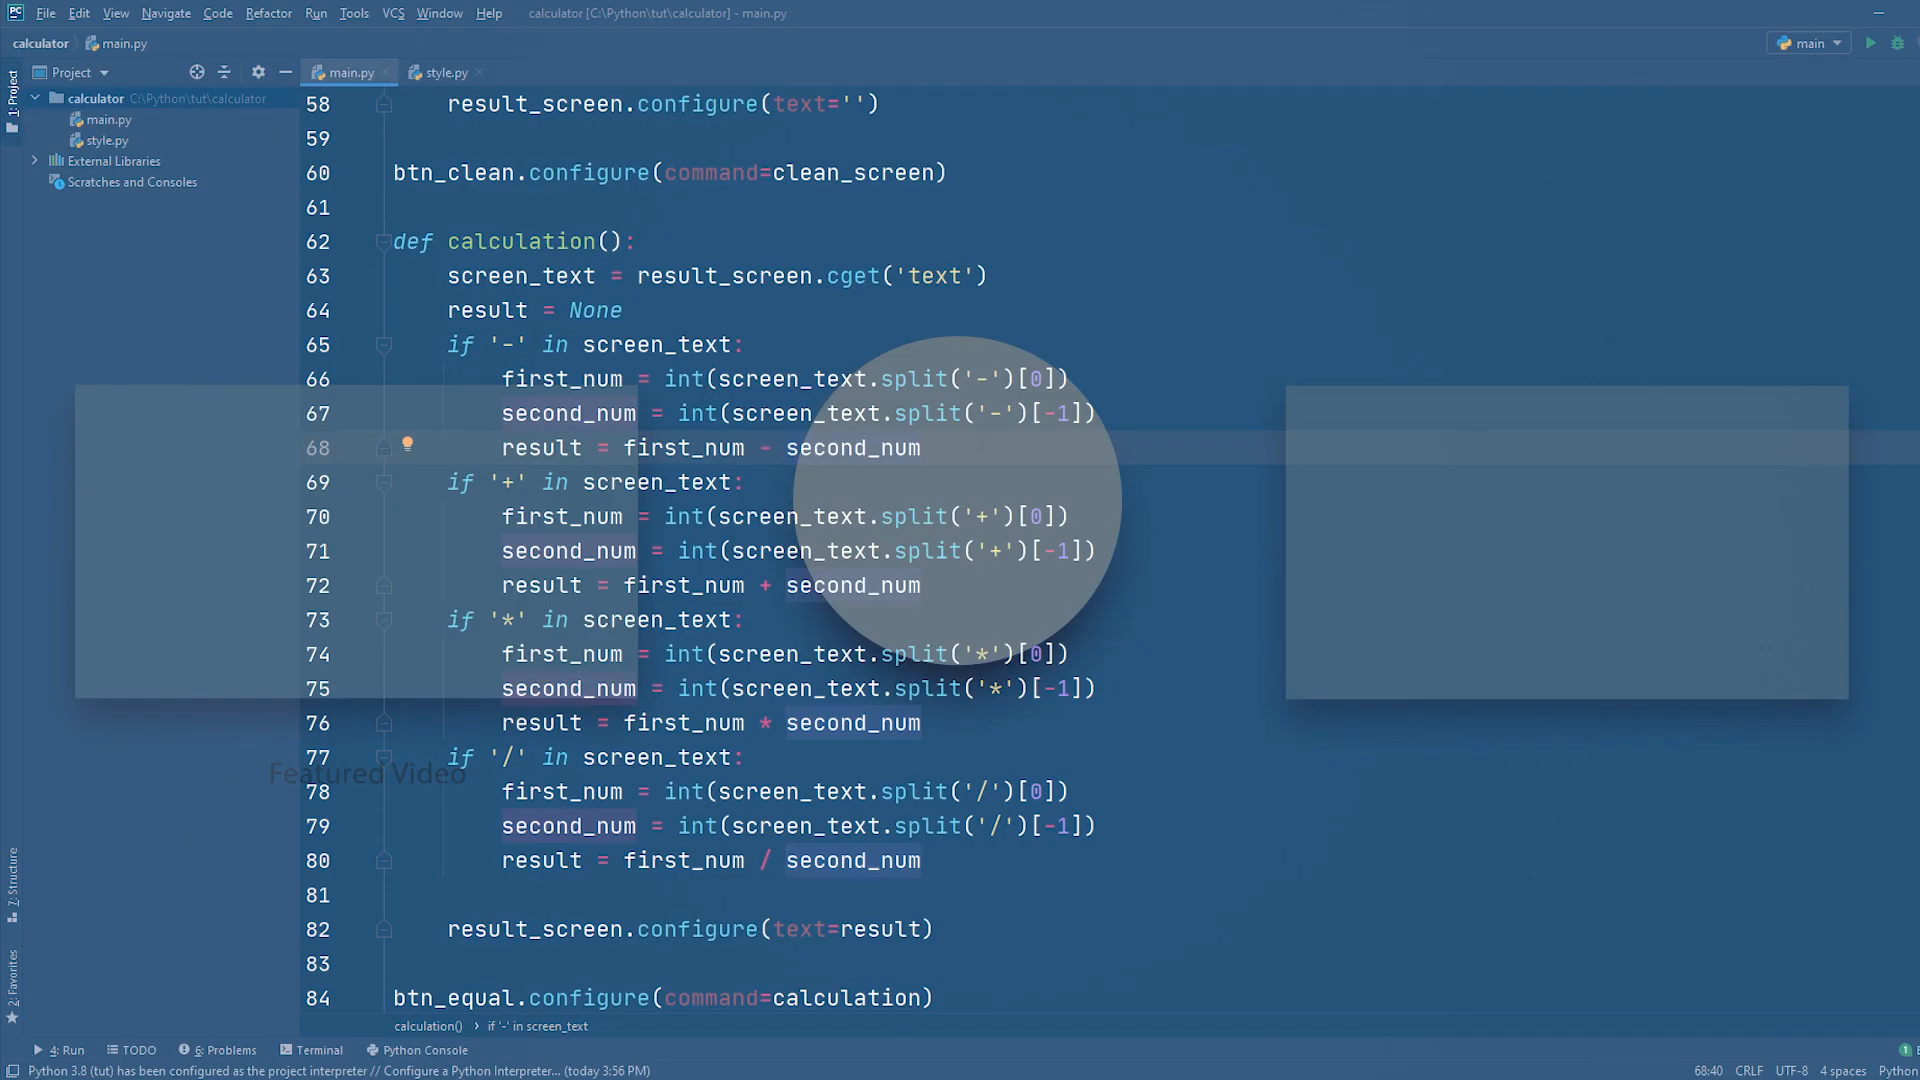 PC File Edit View Navigate Code Refactor Run Tools VCS Window Help calculator [C:\Python\tut\calculator] - main.py
calculator main.py main
1: Project
Project main.py style.py
calculator C:\Python\tut\calculator
main.py
style.py
External Libraries
Scratches and Consoles
58 result_screen.configure(text='')
59
60 btn_clean.configure(command=clean_screen)
61
62 def calculation():
63 screen_text = result_screen.cget('text')
64 result = None
65 if '-' in screen_text:
66 first_num = int(screen_text.split('-')[0])
67 second_num = int(screen_text.split('-')[-1])
68 result = first_num - second_num
69 if '+' in screen_text:
70 first_num = int(screen_text.split('+')[0])
71 second_num = int(screen_text.split('+')[-1])
72 result = first_num + second_num
73 if '*' in screen_text:
74 first_num = int(screen_text.split('*')[0])
75 second_num = int(screen_text.split('*')[-1])
76 result = first_num * second_num
77 if '/' in screen_text:
Featured Video
78 first_num = int(screen_text.split('/')[0])
79 second_num = int(screen_text.split('/')[-1])
80 result = first_num / second_num
81
82 result_screen.configure(text=result)
83
84 btn_equal.configure(command=calculation)
7: Structure
2: Favorites
calculation() › if '-' in screen_text
4: Run TODO 6: Problems Terminal Python Console 1 E
Python 3.8 (tut) has been configured as the project interpreter // Configure a Python Interpreter... (today 3:56 PM) 68:40 CRLF UTF-8 4 spaces Python